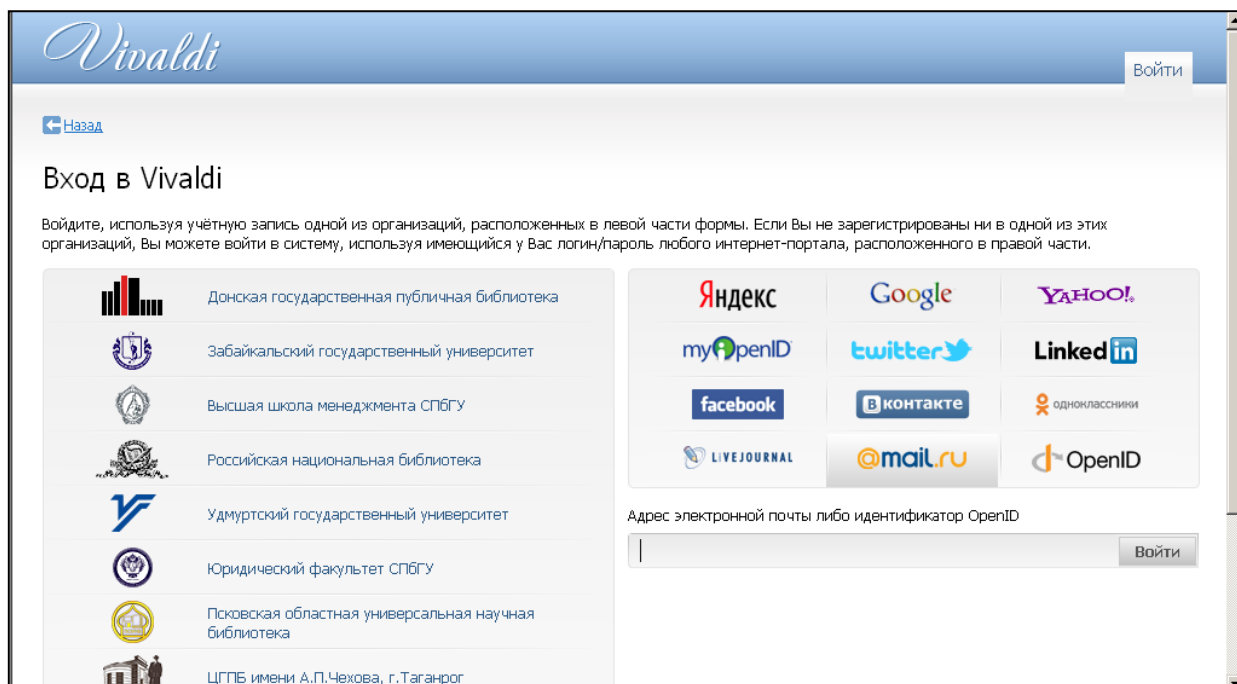 Vivaldi
Войти
Назад
Вход в Vivaldi
Войдите, используя учётную запись одной из организаций, расположенных в левой части формы. Если Вы не зарегистрированы ни в одной из этих
организаций, Вы можете войти в систему, используя имеющийся у Вас логин/пароль любого интернет-портала, расположенного в правой части.
Донская государственная публичная библиотека
Забайкальский государственный университет
Высшая школа менеджмента СПбГУ
Российская национальная библиотека
Удмуртский государственный университет
Юридический факультет СПбГУ
Псковская областная универсальная научная
библиотека
ЦГПБ имени А.П.Чехова, г.Таганрог
Яндекс Google YAHOO!
myOpenID twitter Linked in
facebook В контакте одноклассники
LIVEJOURNAL @mail.ru OpenID
Адрес электронной почты либо идентификатор OpenID
Войти